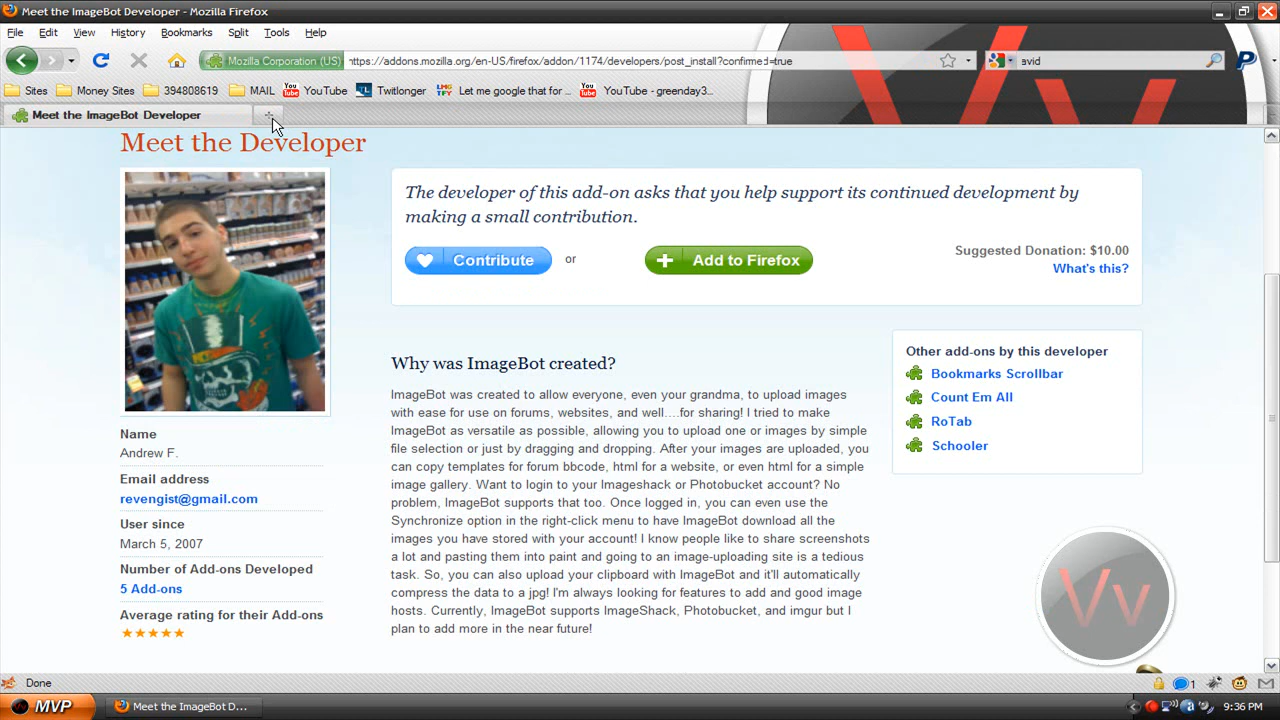 Meet the ImageBot Developer - Mozilla Firefox
File Edit View History Bookmarks Split Tools Help
Mozilla Corporation (US) https://addons.mozilla.org/en-US/firefox/addon/1174/developers/post_install?confirmed=true avid
Sites Money Sites 394808619 MAIL YouTube Twitlonger Let me google that for ... YouTube - greenday3...
Meet the ImageBot Developer
Meet the Developer
The developer of this add-on asks that you help support its continued development by
making a small contribution.
Contribute or Add to Firefox
Suggested Donation: $10.00
What's this?
Name
Andrew F.
Email address
revengist@gmail.com
User since
March 5, 2007
Number of Add-ons Developed
5 Add-ons
Average rating for their Add-ons
Why was ImageBot created?
ImageBot was created to allow everyone, even your grandma, to upload images
with ease for use on forums, websites, and well....for sharing! I tried to make
ImageBot as versatile as possible, allowing you to upload one or images by simple
file selection or just by dragging and dropping. After your images are uploaded, you
can copy templates for forum bbcode, html for a website, or even html for a simple
image gallery. Want to login to your Imageshack or Photobucket account? No
problem, ImageBot supports that too. Once logged in, you can even use the
Synchronize option in the right-click menu to have ImageBot download all the
images you have stored with your account! I know people like to share screenshots
a lot and pasting them into paint and going to an image-uploading site is a tedious
task. So, you can also upload your clipboard with ImageBot and it'll automatically
compress the data to a jpg! I'm always looking for features to add and good image
hosts. Currently, ImageBot supports ImageShack, Photobucket, and imgur but I
plan to add more in the near future!
Other add-ons by this developer
Bookmarks Scrollbar
Count Em All
RoTab
Schooler
Vv
Done
1
MVP Meet the ImageBot D... 9:36 PM